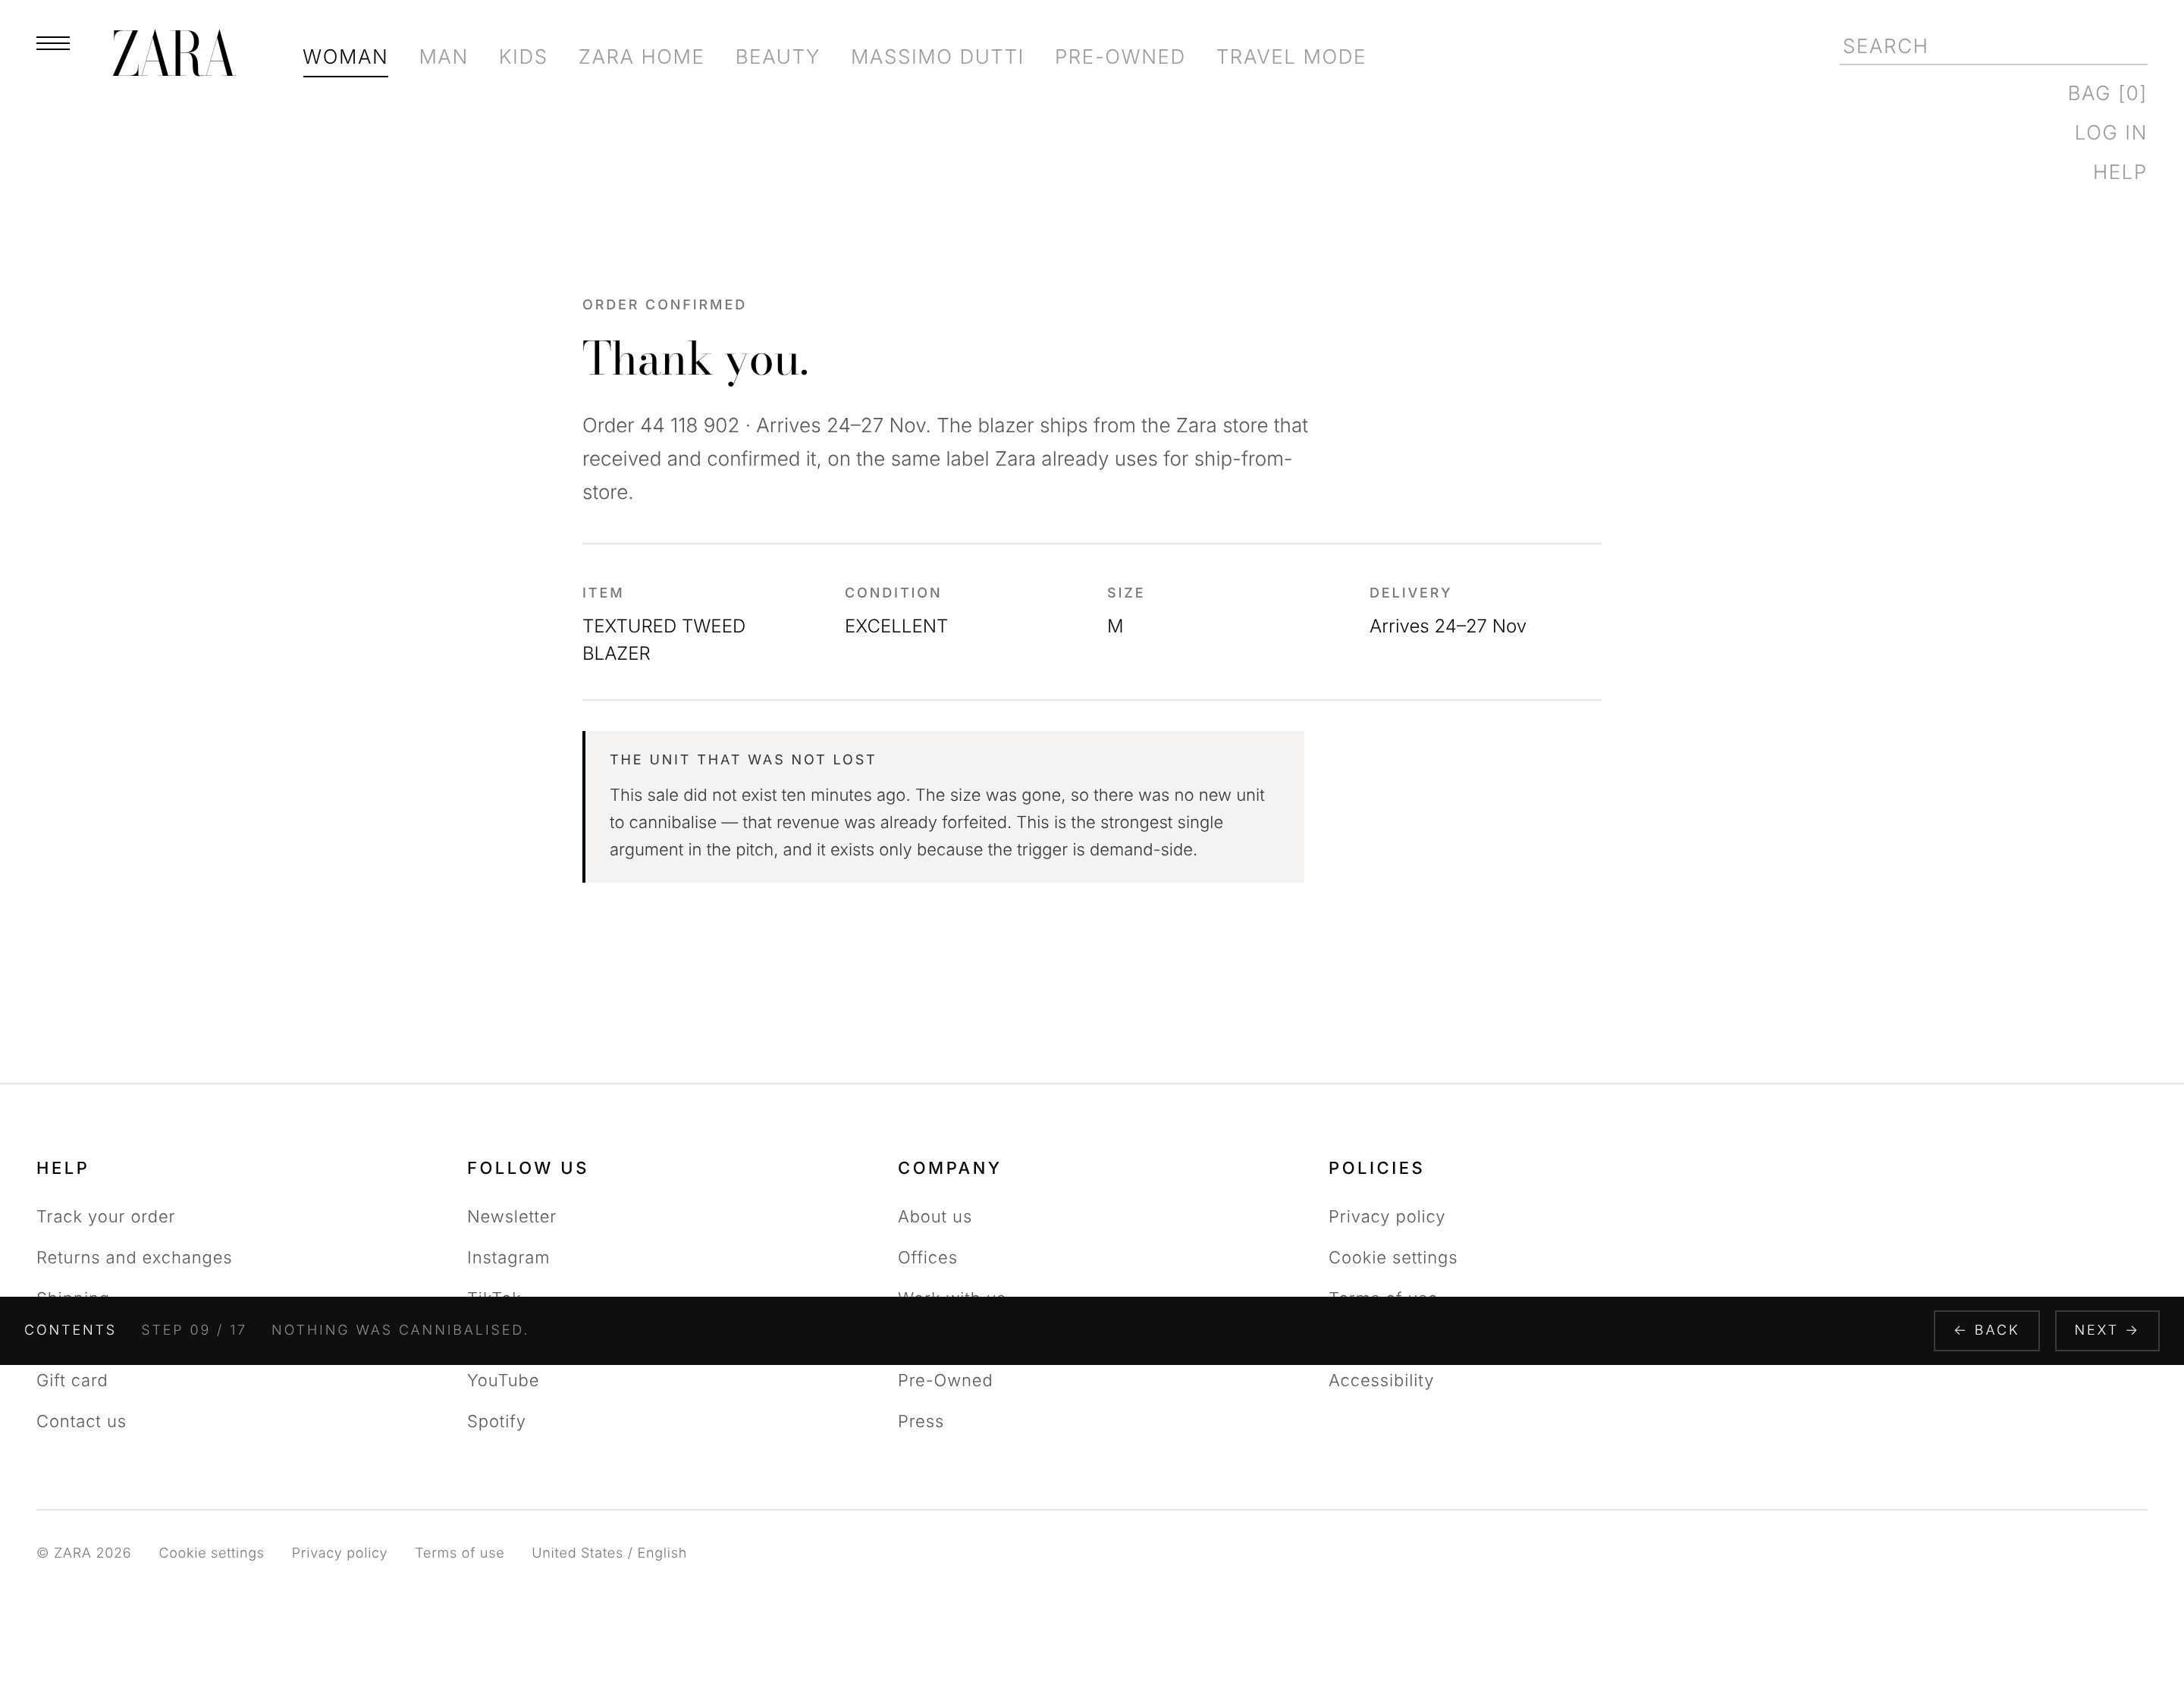 ZARA
WOMAN MAN KIDS ZARA HOME BEAUTY MASSIMO DUTTI PRE-OWNED TRAVEL MODE
SEARCH
BAG [0]
LOG IN
HELP
ORDER CONFIRMED
Thank you.
Order 44 118 902 · Arrives 24–27 Nov. The blazer ships from the Zara store that
received and confirmed it, on the same label Zara already uses for ship-from-
store.
ITEM CONDITION SIZE DELIVERY
TEXTURED TWEED EXCELLENT M Arrives 24–27 Nov
BLAZER
THE UNIT THAT WAS NOT LOST
This sale did not exist ten minutes ago. The size was gone, so there was no new unit
to cannibalise — that revenue was already forfeited. This is the strongest single
argument in the pitch, and it exists only because the trigger is demand-side.
HELP FOLLOW US COMPANY POLICIES
Track your order Newsletter About us Privacy policy
Returns and exchanges Instagram Offices Cookie settings
Shipping TikTok Work with us Terms of use
CONTENTS STEP 09 / 17 NOTHING WAS CANNIBALISED. ← BACK NEXT →
Gift card YouTube Pre-Owned Accessibility
Contact us Spotify Press
© ZARA 2026 Cookie settings Privacy policy Terms of use United States / English